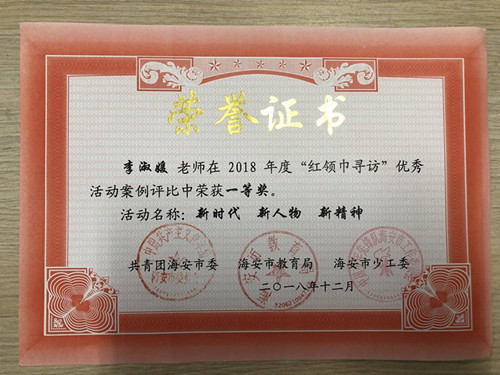 荣誉证书
李淑媛 老师在 2018 年度“红领巾寻访”优秀
活动案例评比中荣获一等奖。
活动名称：新时代 新人物 新精神
共青团海安市委 海安市教育局 海安市少工委
二〇一八年十二月